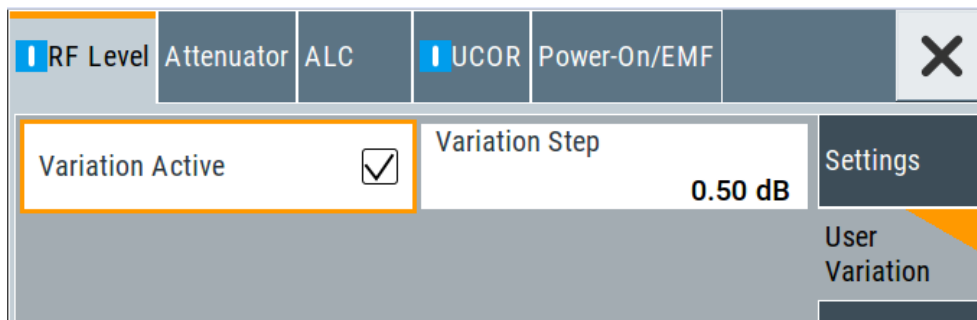 RF Level Attenuator ALC UCOR Power-On/EMF
Variation Active
Variation Step
0.50 dB
Settings
User
Variation